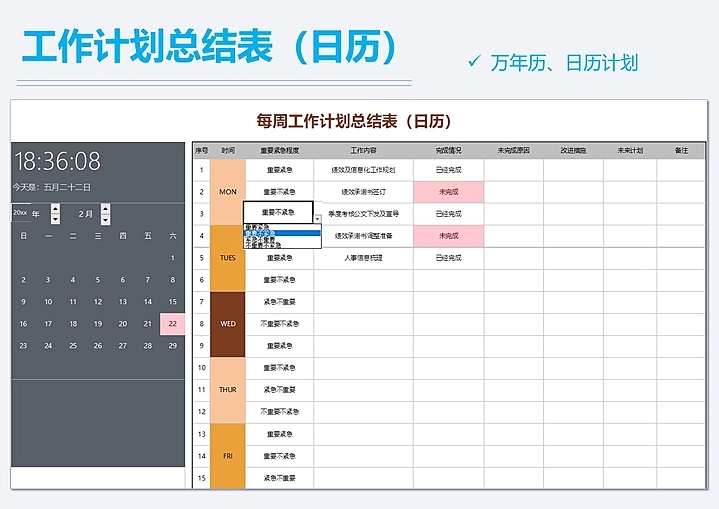 工作计划总结表（日历）
✓ 万年历、日历计划
每周工作计划总结表（日历）
18:36:08
今天是：五月二十二日
20xx 年 2 月
日 一 二 三 四 五 六
1
2 3 4 5 6 7 8
9 10 11 12 13 14 15
16 17 18 19 20 21 22
23 24 25 26 27 28 29
序号 时间 重要紧急程度 工作内容 完成情况 未完成原因 改进措施 未来计划 备注
1 重要紧急 绩效及信息化工作规划 已经完成
2 MON 重要不紧急 绩效承诺书签订 未完成
3 重要不紧急 季度考核公文下发及宣导 已经完成
重要紧急
重要不紧急
紧急不重要
不重要不紧急
4 绩效承诺书调整准备 未完成
5 TUES 重要紧急 人事信息梳理 已经完成
6 重要不紧急
7 紧急不重要
8 WED 不重要不紧急
9 重要紧急
10 重要紧急
11 THUR 紧急不重要
12 不重要不紧急
13 重要紧急
14 FRI 重要不紧急
15 紧急不重要